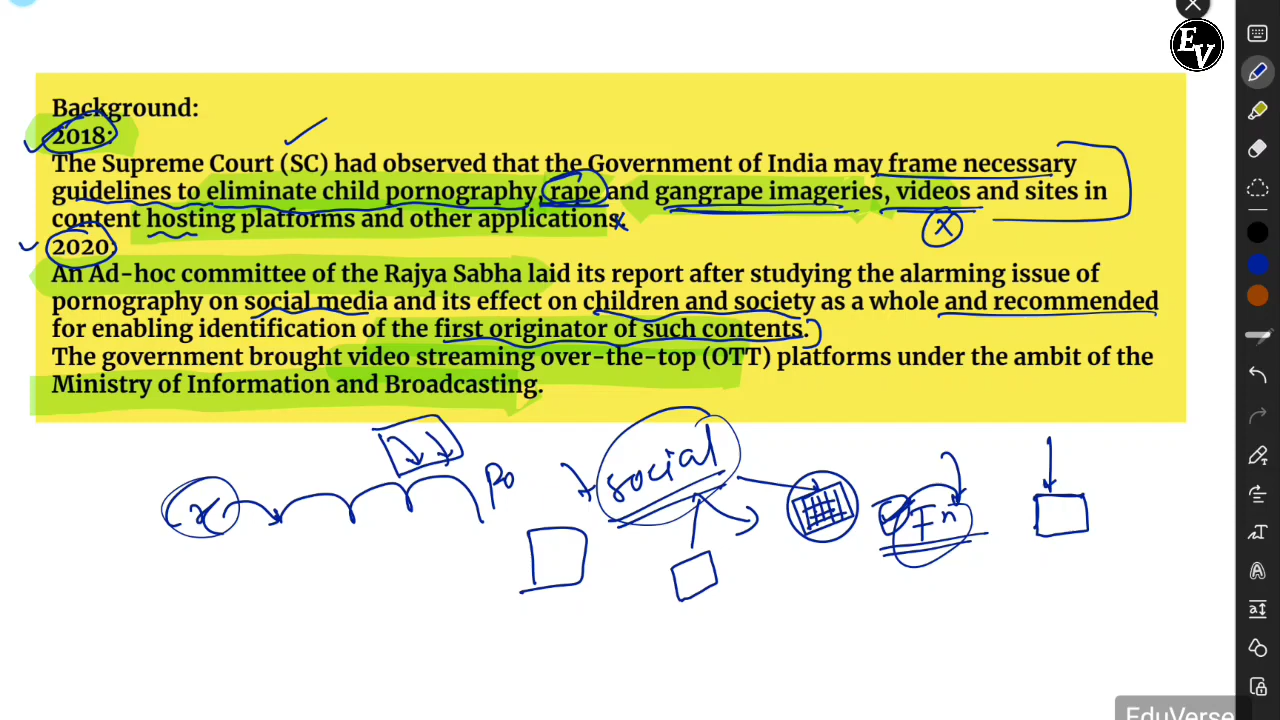 EV
Background:
2018:
The Supreme Court (SC) had observed that the Government of India may frame necessary
guidelines to eliminate child pornography, rape and gangrape imageries, videos and sites in
content hosting platforms and other applications.
2020
An Ad-hoc committee of the Rajya Sabha laid its report after studying the alarming issue of
pornography on social media and its effect on children and society as a whole and recommended
for enabling identification of the first originator of such contents.
The government brought video streaming over-the-top (OTT) platforms under the ambit of the
Ministry of Information and Broadcasting.
x
x
Po
social
Fn
EduVerse